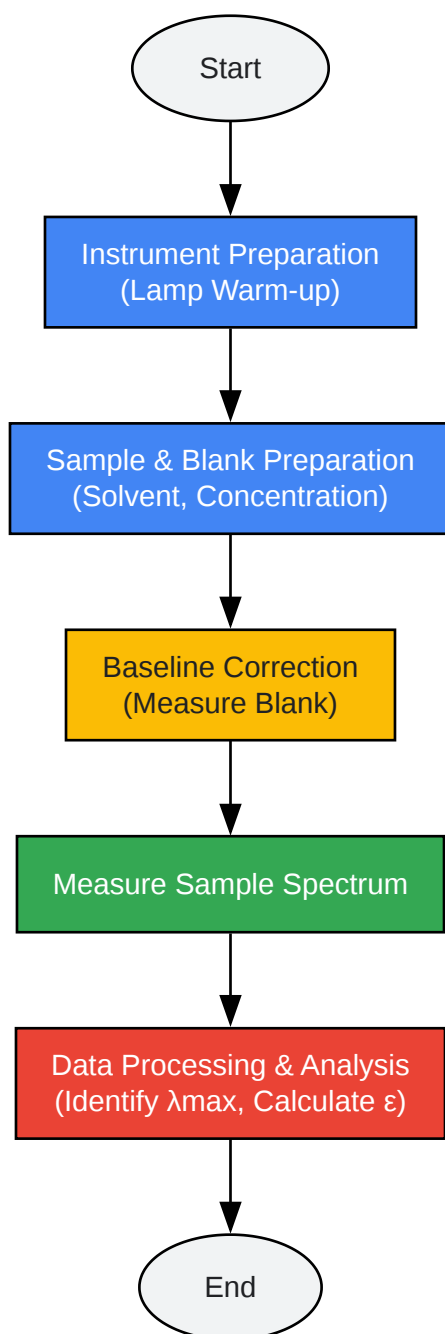 Start
Instrument Preparation
(Lamp Warm-up)
Sample & Blank Preparation
(Solvent, Concentration)
Baseline Correction
(Measure Blank)
Measure Sample Spectrum
Data Processing & Analysis
(Identify λmax, Calculate ε)
End